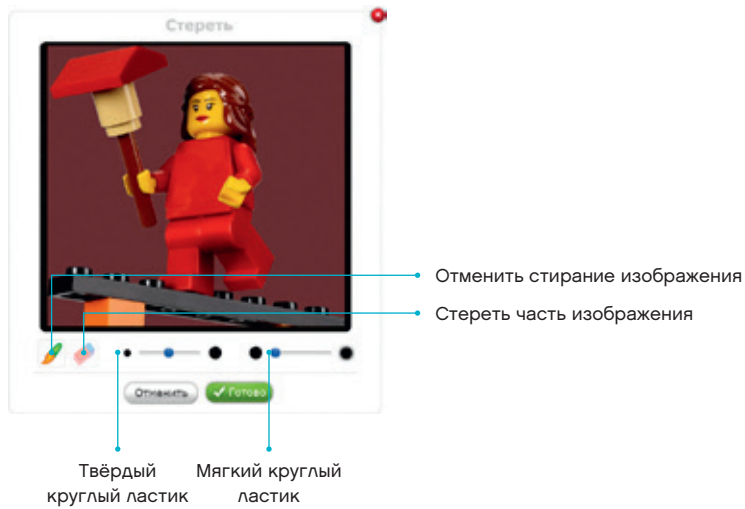 Стереть
Отменить стирание изображения
Стереть часть изображения
Отменить
Готово
Твёрдый
круглый ластик
Мягкий круглый
ластик